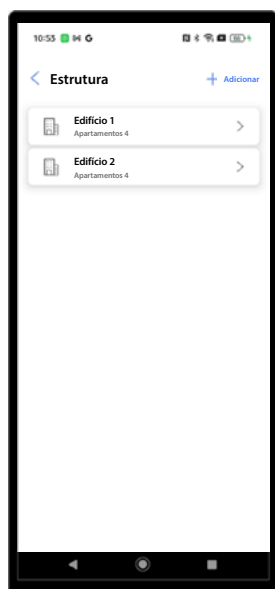 10:53
Estrutura
Adicionar
Edifício 1
Apartamentos 4
Edifício 2
Apartamentos 4